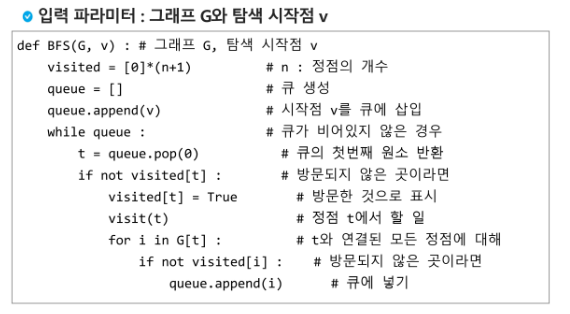 입력 파라미터 : 그래프 G와 탐색 시작점 v
def BFS(G, v) : # 그래프 G, 탐색 시작점 v
    visited = [0]*(n+1)            # n : 정점의 개수
    queue = []                     # 큐 생성
    queue.append(v)                # 시작점 v를 큐에 삽입
    while queue :                  # 큐가 비어있지 않은 경우
        t = queue.pop(0)             # 큐의 첫번째 원소 반환
        if not visited[t] :          # 방문되지 않은 곳이라면
            visited[t] = True          # 방문한 것으로 표시
            visit(t)                   # 정점 t에서 할 일
            for i in G[t] :            # t와 연결된 모든 정점에 대해
                if not visited[i] :      # 방문되지 않은 곳이라면
                    queue.append(i)        # 큐에 넣기